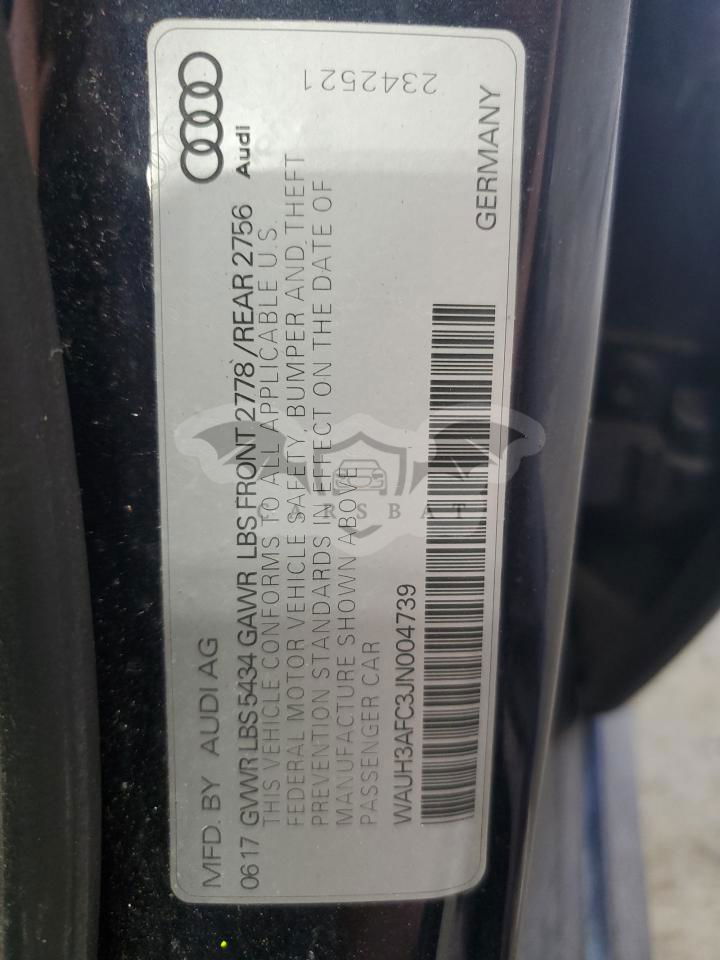 MFD. BY AUDI AG
Audi
0617 GVWR LBS 5434 GAWR LBS FRONT 2778 / REAR 2756
THIS VEHICLE CONFORMS TO ALL APPLICABLE U.S.
FEDERAL MOTOR VEHICLE SAFETY, BUMPER AND THEFT
PREVENTION STANDARDS IN EFFECT ON THE DATE OF
MANUFACTURE SHOWN ABOVE
PASSENGER CAR
WAUH3AFC3JN004739
GERMANY
2342521
CARSBAT